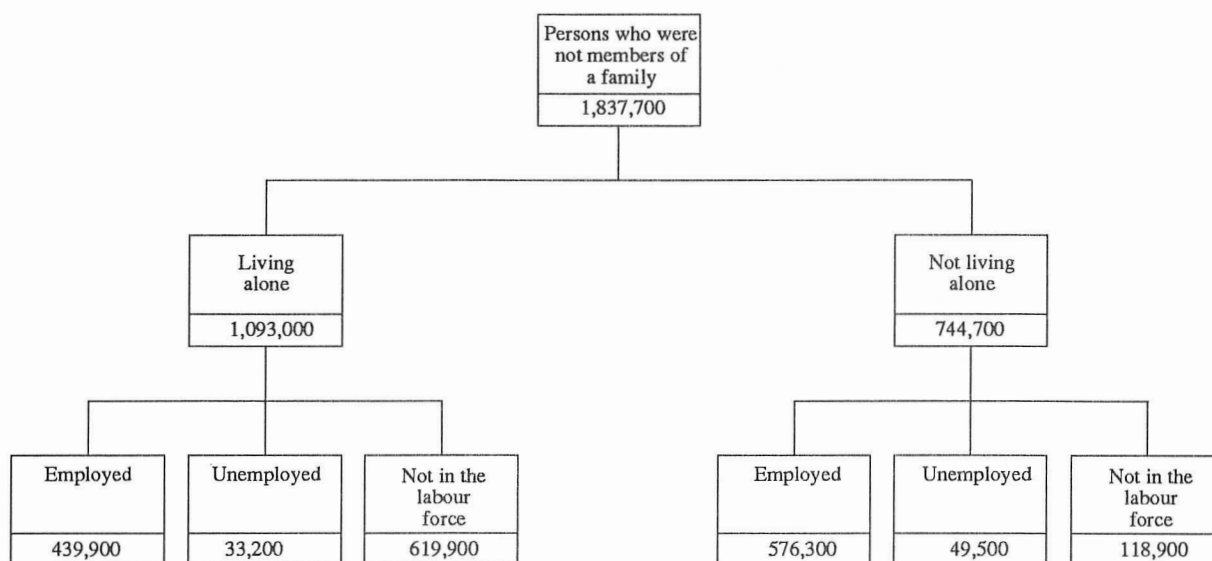 Persons who were
not members of
a family
1,837,700
Living
alone
1,093,000
Not living
alone
744,700
Employed
439,900
Unemployed
33,200
Not in the
labour
force
619,900
Employed
576,300
Unemployed
49,500
Not in the
labour
force
118,900